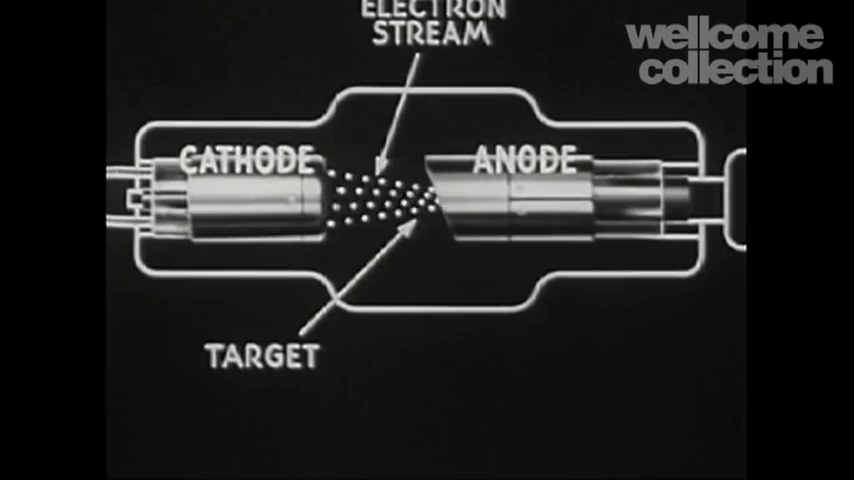 ELECTRON
STREAM
wellcome
collection
CATHODE
ANODE
TARGET